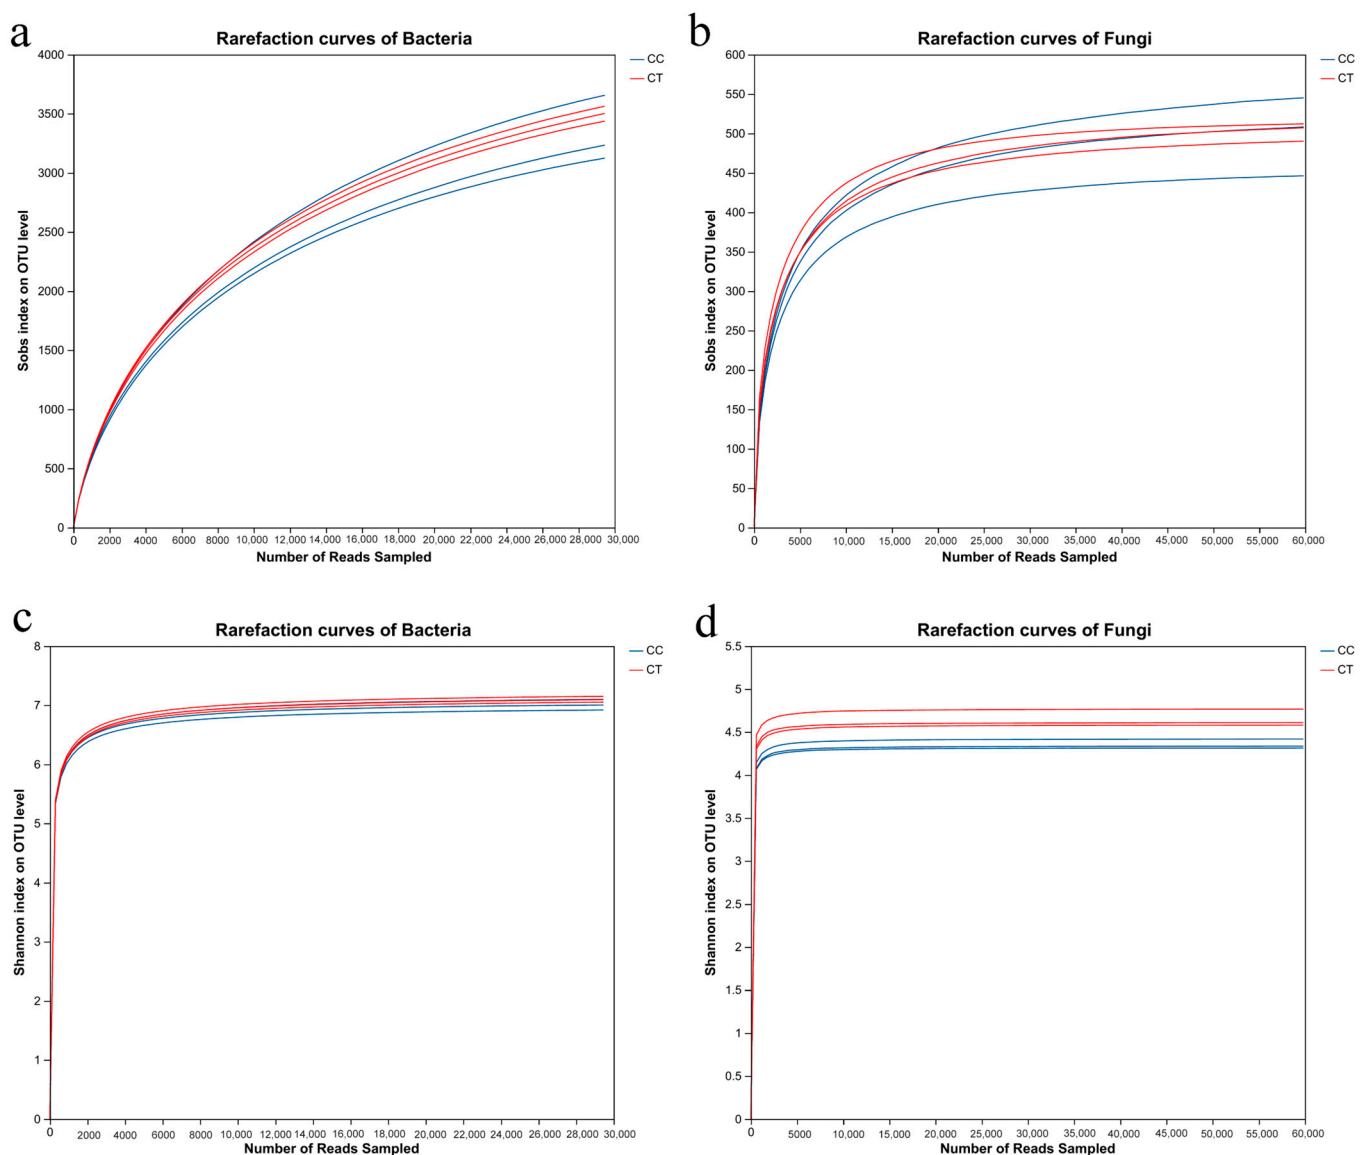 a
Rarefaction curves of Bacteria
CC
CT
4000
3500
3000
2500
2000
1500
1000
500
0
Sobs index on OTU level
0 2000 4000 6000 8000 10,000 12,000 14,000 16,000 18,000 20,000 22,000 24,000 26,000 28,000 30,000
Number of Reads Sampled
b
Rarefaction curves of Fungi
CC
CT
600
550
500
450
400
350
300
250
200
150
100
50
0
Sobs index on OTU level
0 5000 10,000 15,000 20,000 25,000 30,000 35,000 40,000 45,000 50,000 55,000 60,000
Number of Reads Sampled
c
Rarefaction curves of Bacteria
CC
CT
8
7
6
5
4
3
2
1
0
Shannon index on OTU level
0 2000 4000 6000 8000 10,000 12,000 14,000 16,000 18,000 20,000 22,000 24,000 26,000 28,000 30,000
Number of Reads Sampled
d
Rarefaction curves of Fungi
CC
CT
5.5
5
4.5
4
3.5
3
2.5
2
1.5
1
0.5
0
Shannon index on OTU level
0 5000 10,000 15,000 20,000 25,000 30,000 35,000 40,000 45,000 50,000 55,000 60,000
Number of Reads Sampled